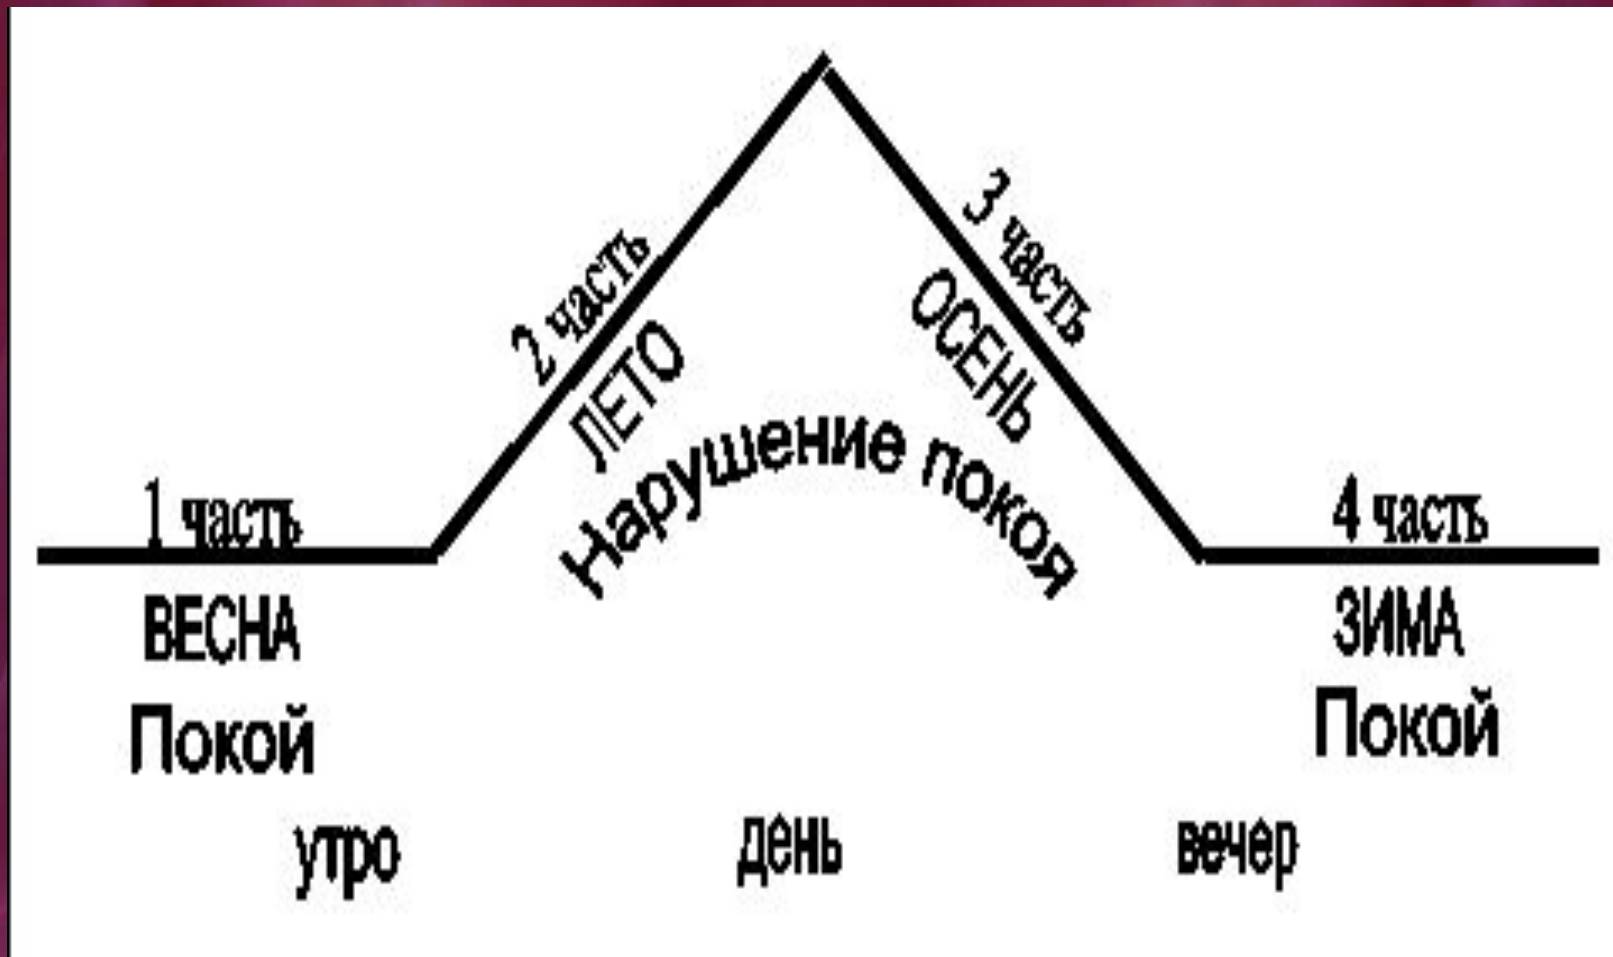 1 часть
ВЕСНА
Покой
2 часть
ЛЕТО
3 часть
ОСЕНЬ
Нарушение покоя
4 часть
ЗИМА
Покой
утро
день
вечер